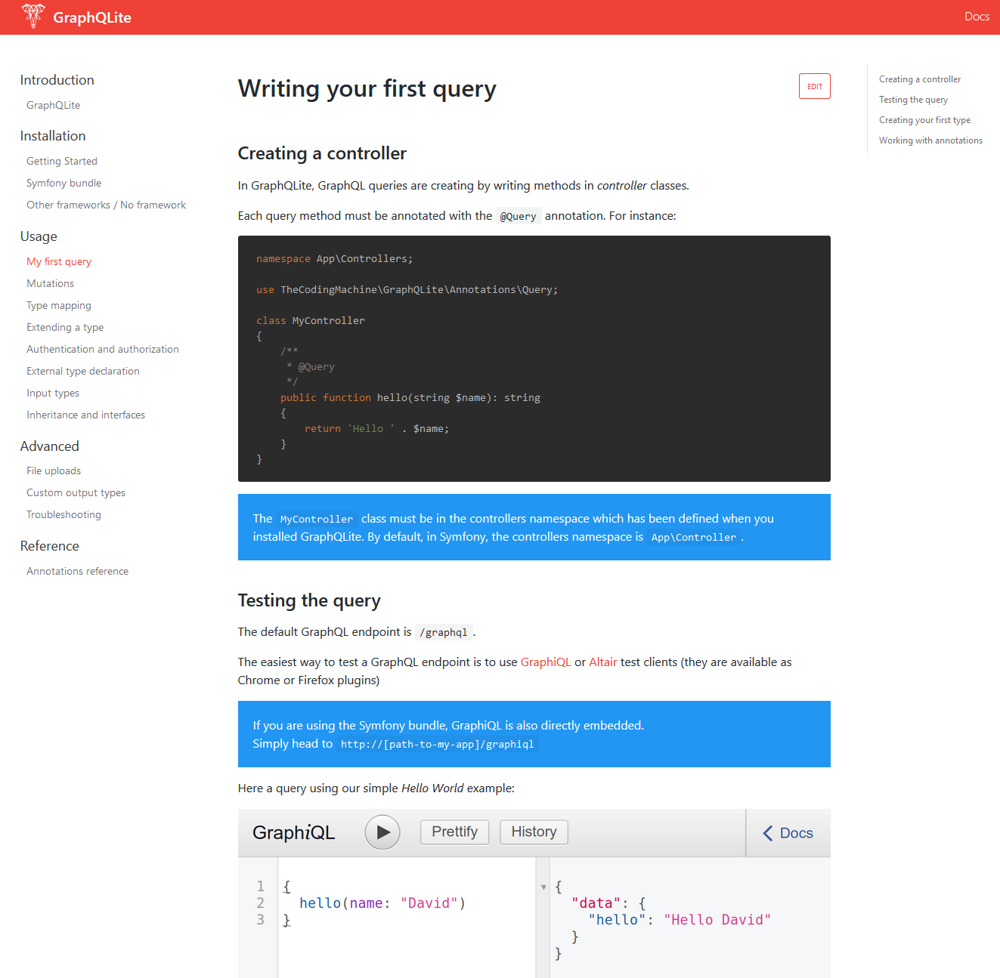 GraphQLite
Docs
Introduction
GraphQLite
Installation
Getting Started
Symfony bundle
Other frameworks / No framework
Usage
My first query
Mutations
Type mapping
Extending a type
Authentication and authorization
External type declaration
Input types
Inheritance and interfaces
Advanced
File uploads
Custom output types
Troubleshooting
Reference
Annotations reference
Writing your first query
EDIT
Creating a controller
In GraphQLite, GraphQL queries are creating by writing methods in controller classes.
Each query method must be annotated with the @Query annotation. For instance:
namespace App\Controllers;
use TheCodingMachine\GraphQLite\Annotations\Query;
class MyController
{
    /**
     * @Query
     */
    public function hello(string $name): string
    {
        return 'Hello ' . $name;
    }
}
The MyController class must be in the controllers namespace which has been defined when you
installed GraphQLite. By default, in Symfony, the controllers namespace is App\Controller .
Testing the query
The default GraphQL endpoint is /graphql .
The easiest way to test a GraphQL endpoint is to use GraphiQL or Altair test clients (they are available as
Chrome or Firefox plugins)
If you are using the Symfony bundle, GraphiQL is also directly embedded.
Simply head to http://[path-to-my-app]/graphiql
Here a query using our simple Hello World example:
GraphiQL
Prettify
History
Docs
1 {
2   hello(name: "David")
3 }
{
  "data": {
    "hello": "Hello David"
  }
}
Creating a controller
Testing the query
Creating your first type
Working with annotations